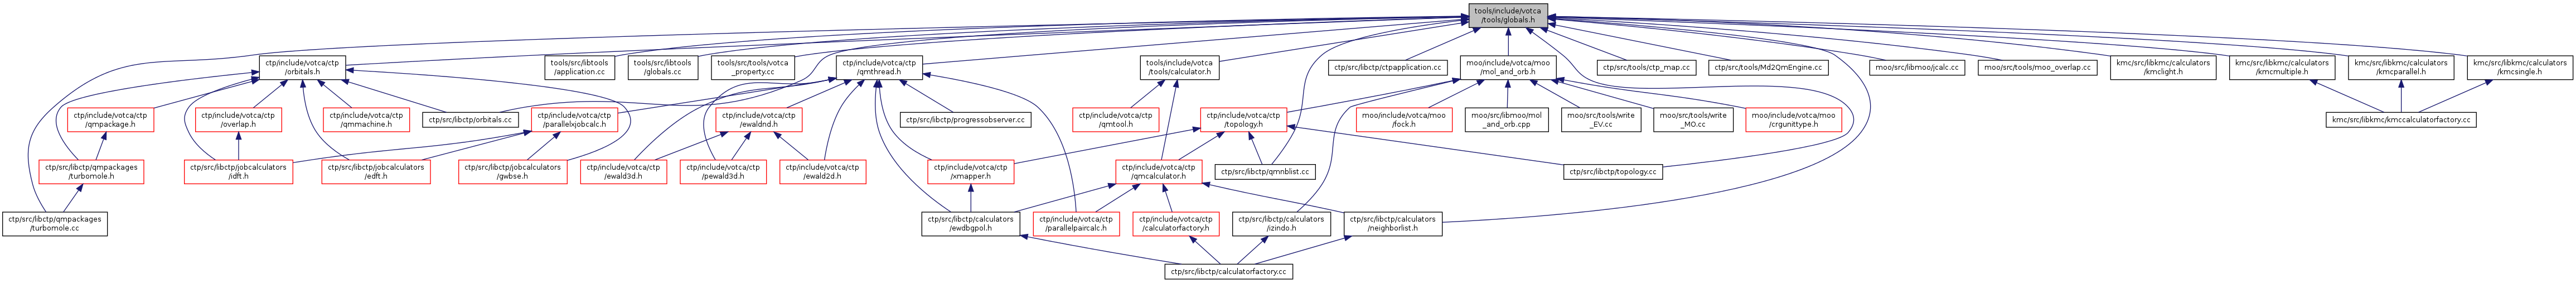 tools/include/votca
/tools/globals.h
ctp/include/votca/ctp
/orbitals.h
tools/src/libtools
/application.cc
tools/src/libtools
/globals.cc
tools/src/tools/votca
_property.cc
ctp/include/votca/ctp
/qmthread.h
tools/include/votca
/tools/calculator.h
ctp/src/libctp/ctpapplication.cc
moo/include/votca/moo
/mol_and_orb.h
ctp/src/tools/ctp_map.cc
ctp/src/tools/Md2QmEngine.cc
moo/src/libmoo/jcalc.cc
moo/src/tools/moo_overlap.cc
kmc/src/libkmc/calculators
/kmclight.h
kmc/src/libkmc/calculators
/kmcmultiple.h
kmc/src/libkmc/calculators
/kmcparallel.h
kmc/src/libkmc/calculators
/kmcsingle.h
ctp/include/votca/ctp
/qmpackage.h
ctp/include/votca/ctp
/overlap.h
ctp/include/votca/ctp
/qmmachine.h
ctp/src/libctp/orbitals.cc
ctp/include/votca/ctp
/parallelxjobcalc.h
ctp/include/votca/ctp
/ewaldnd.h
ctp/src/libctp/progressobserver.cc
ctp/include/votca/ctp
/qmtool.h
ctp/include/votca/ctp
/topology.h
moo/include/votca/moo
/fock.h
moo/src/libmoo/mol
_and_orb.cpp
moo/src/tools/write
_EV.cc
moo/src/tools/write
_MO.cc
moo/include/votca/moo
/crgunittype.h
kmc/src/libkmc/kmccalculatorfactory.cc
ctp/src/libctp/qmpackages
/turbomole.h
ctp/src/libctp/jobcalculators
/idft.h
ctp/src/libctp/jobcalculators
/edft.h
ctp/src/libctp/jobcalculators
/gwbse.h
ctp/include/votca/ctp
/ewald3d.h
ctp/include/votca/ctp
/pewald3d.h
ctp/include/votca/ctp
/ewald2d.h
ctp/include/votca/ctp
/xmapper.h
ctp/include/votca/ctp
/qmcalculator.h
ctp/src/libctp/qmnblist.cc
ctp/src/libctp/topology.cc
ctp/src/libctp/qmpackages
/turbomole.cc
ctp/src/libctp/calculators
/ewdbgpol.h
ctp/include/votca/ctp
/parallelpaircalc.h
ctp/include/votca/ctp
/calculatorfactory.h
ctp/src/libctp/calculators
/izindo.h
ctp/src/libctp/calculators
/neighborlist.h
ctp/src/libctp/calculatorfactory.cc